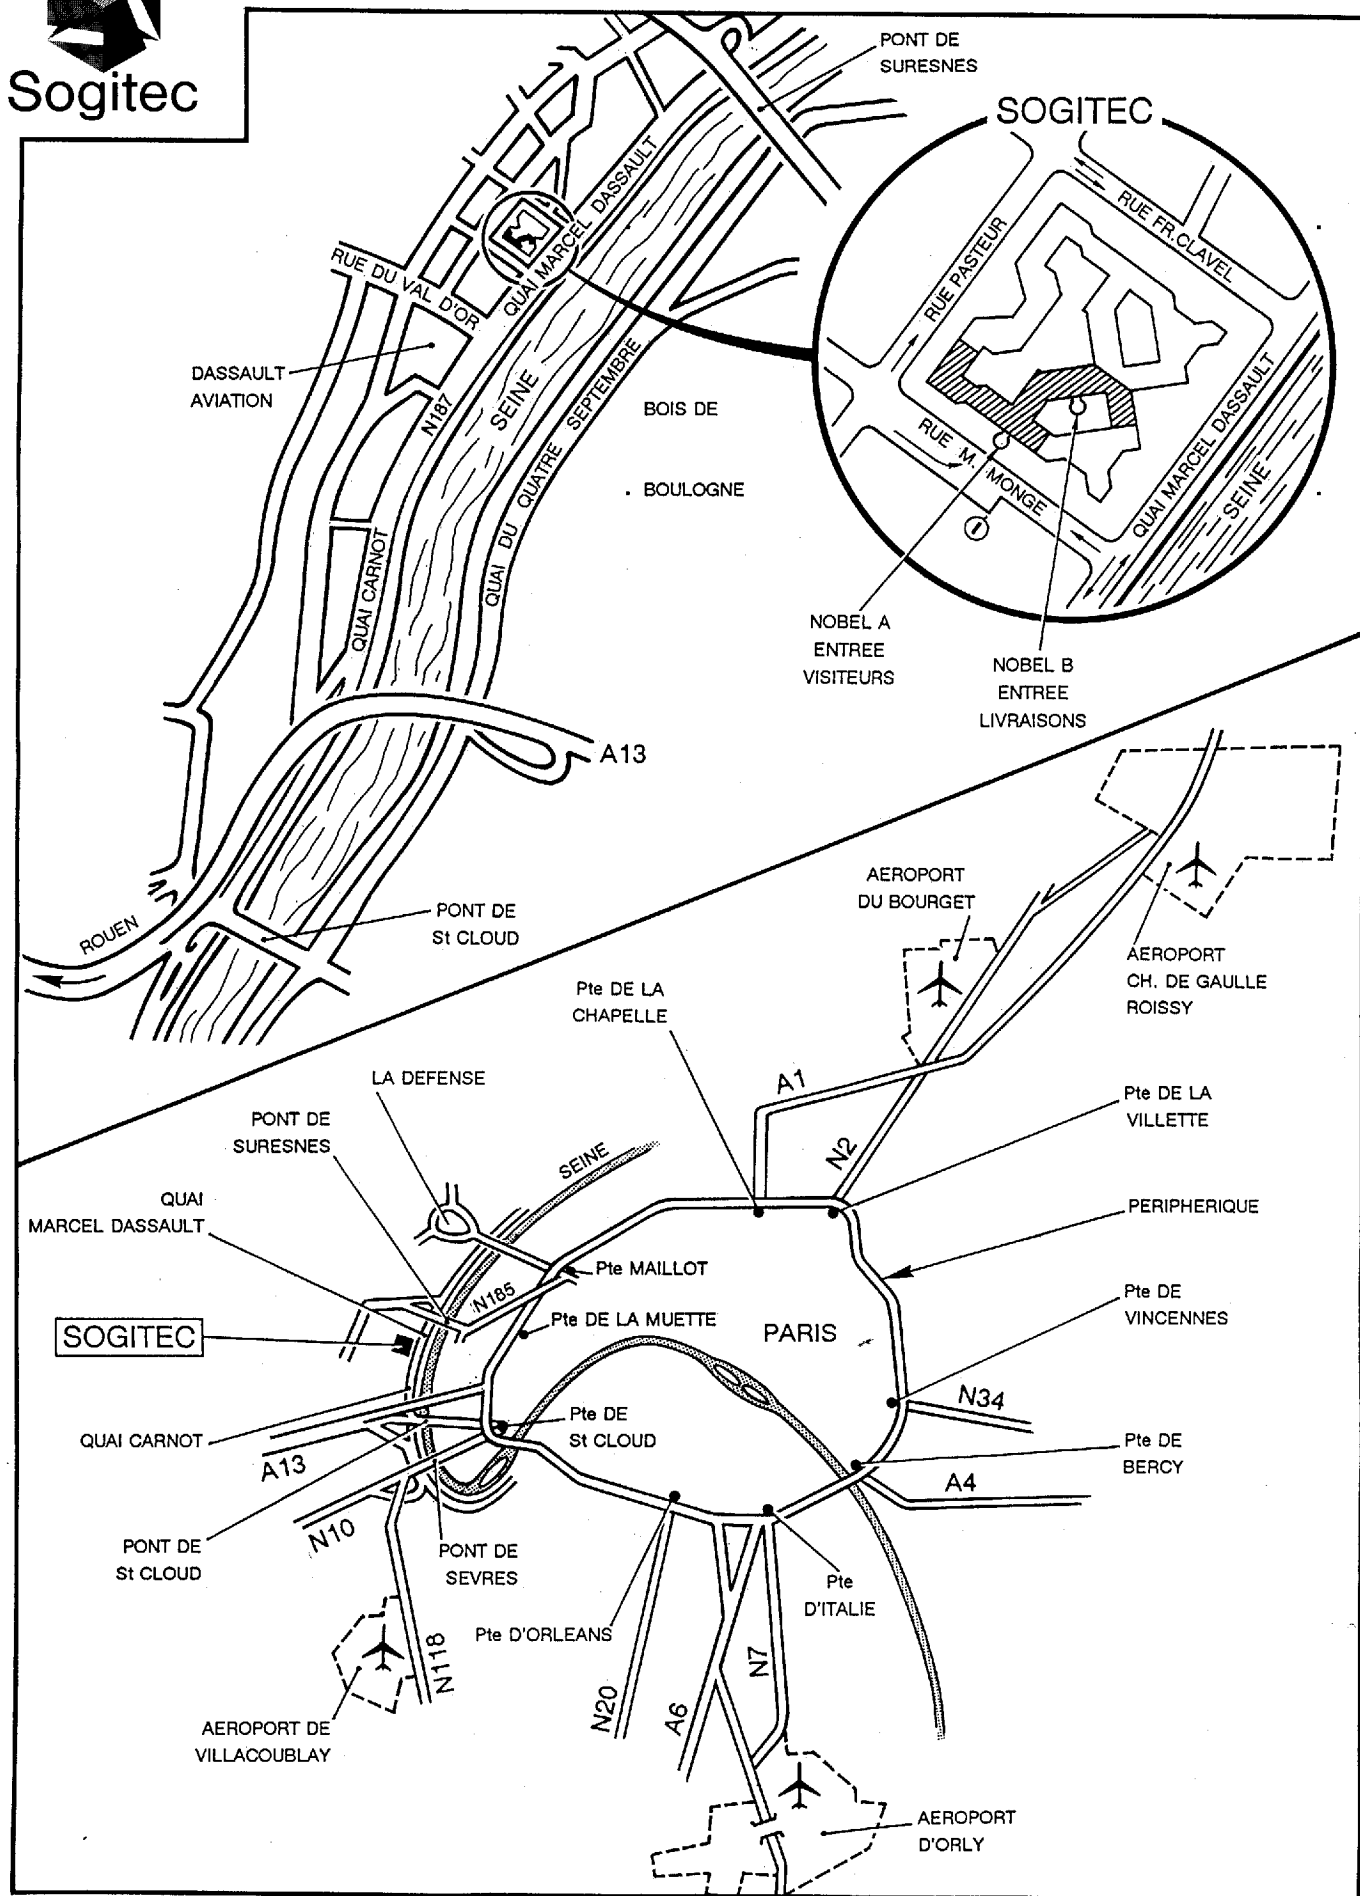 Sogitec
PONT DE
SURESNES
SOGITEC
RUE FR.CLAVEL
RUE PASTEUR
QUAI MARCEL DASSAULT
SEINE
RUE M. MONGE
NOBEL A
ENTREE
VISITEURS
NOBEL B
ENTREE
LIVRAISONS
QUAI MARCEL DASSAULT
RUE DU VAL D'OR
DASSAULT
AVIATION
N187
SEINE
QUAI DU QUATRE SEPTEMBRE
BOIS DE
BOULOGNE
QUAI CARNOT
A13
ROUEN
PONT DE
St CLOUD
AEROPORT
DU BOURGET
AEROPORT
CH. DE GAULLE
ROISSY
Pte DE LA
CHAPELLE
LA DEFENSE
A1
Pte DE LA
VILLETTE
PONT DE
SURESNES
SEINE
N2
QUAI
MARCEL DASSAULT
PERIPHERIQUE
Pte MAILLOT
N185
Pte DE
VINCENNES
SOGITEC
Pte DE LA MUETTE
PARIS
N34
Pte DE
St CLOUD
QUAI CARNOT
A13
Pte DE
BERCY
A4
N10
PONT DE
St CLOUD
PONT DE
SEVRES
Pte
D'ITALIE
Pte D'ORLEANS
N118
N20
A6
N7
AEROPORT DE
VILLACOUBLAY
AEROPORT
D'ORLY